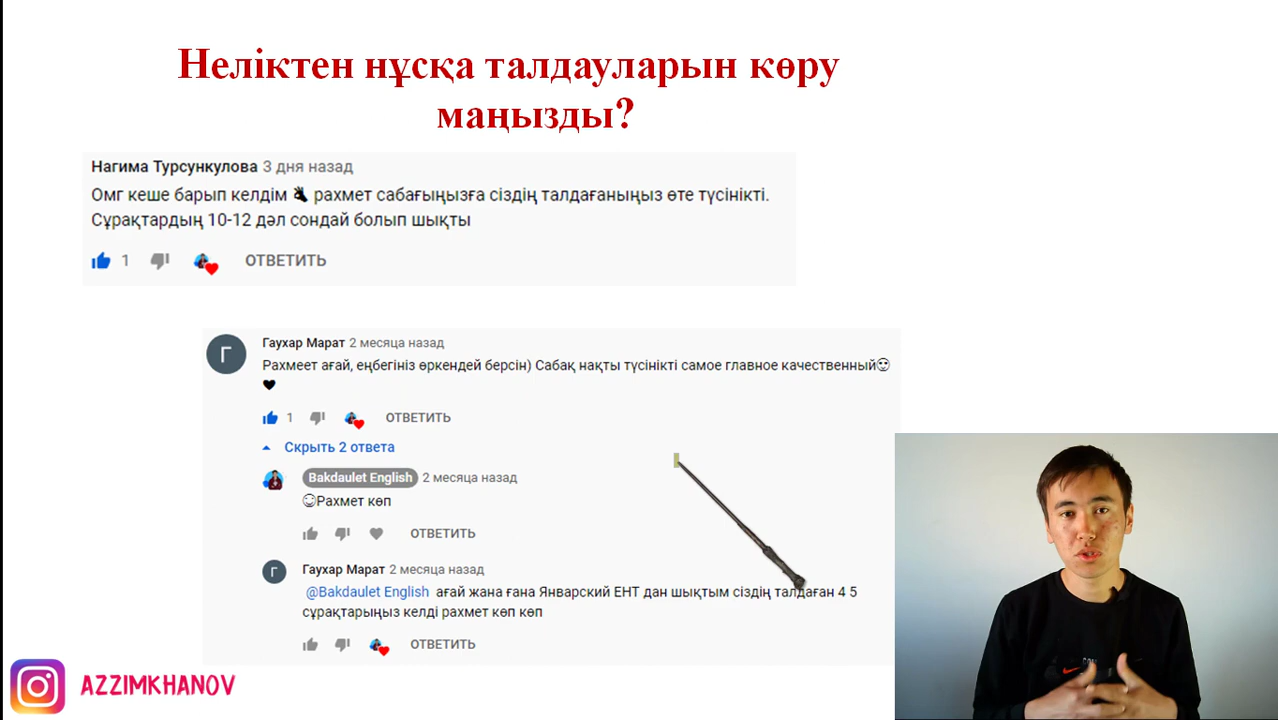 Неліктен нұсқа талдауларын көру
маңызды?
Нагима Турсункулова 3 дня назад
Омг кеше барып келдім рахмет сабағыңызға сіздің талдағаныңыз өте түсінікті.
Сұрақтардың 10-12 дәл сондай болып шықты
1 ОТВЕТИТЬ
Г
Гаухар Марат 2 месяца назад
Рахмеет ағай, еңбегініз өркендей берсін) Сабақ нақты түсінікті самое главное качественный
1 ОТВЕТИТЬ
Скрыть 2 ответа
Bakdaulet English 2 месяца назад
Рахмет көп
ОТВЕТИТЬ
Г
Гаухар Марат 2 месяца назад
@Bakdaulet English ағай жана ғана Январский ЕНТ дан шықтым сіздің талдаған 4 5
сұрақтарыңыз келді рахмет көп көп
ОТВЕТИТЬ
AZZIMKHANOV